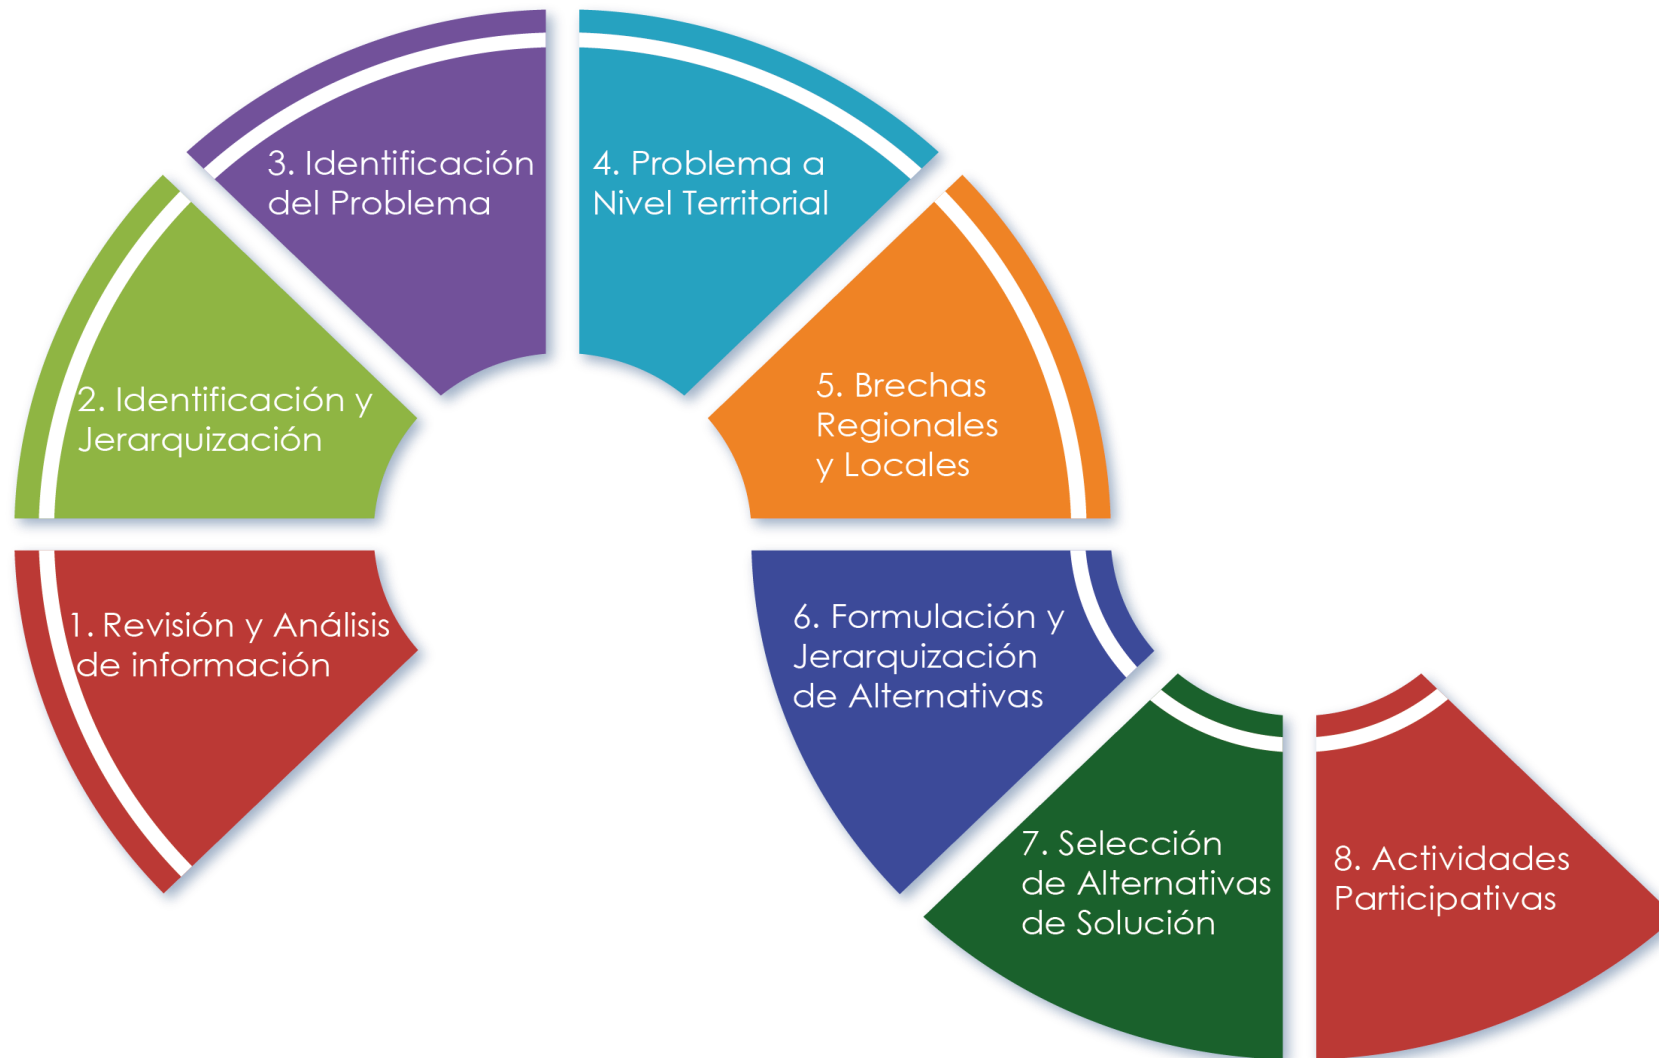 1. Revisión y Análisis
de información
2. Identificación y
Jerarquización
3. Identificación
del Problema
4. Problema a
Nivel Territorial
5. Brechas
Regionales
y Locales
6. Formulación y
Jerarquización
de Alternativas
7. Selección
de Alternativas
de Solución
8. Actividades
Participativas